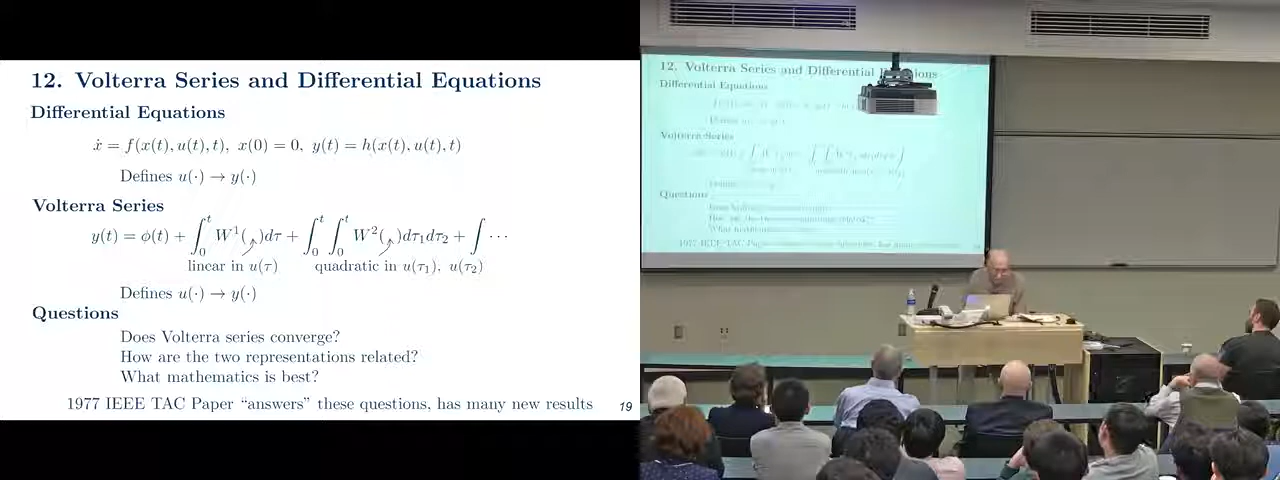 12. Volterra Series and Differential Equations
Differential Equations
ẋ = f(x(t), u(t), t), x(0) = 0, y(t) = h(x(t), u(t), t)
Defines u(·) → y(·)
Volterra Series
y(t) = ϕ(t) + ∫₀ᵗ W¹( )dτ + ∫₀ᵗ ∫₀ᵗ W²( )dτ₁dτ₂ + ∫ ···
linear in u(τ) quadratic in u(τ₁), u(τ₂)
Defines u(·) → y(·)
Questions
Does Volterra series converge?
How are the two representations related?
What mathematics is best?
1977 IEEE TAC Paper “answers” these questions, has many new results
19
12. Volterra Series and Differential Equations
Differential Equations
Volterra Series
Questions